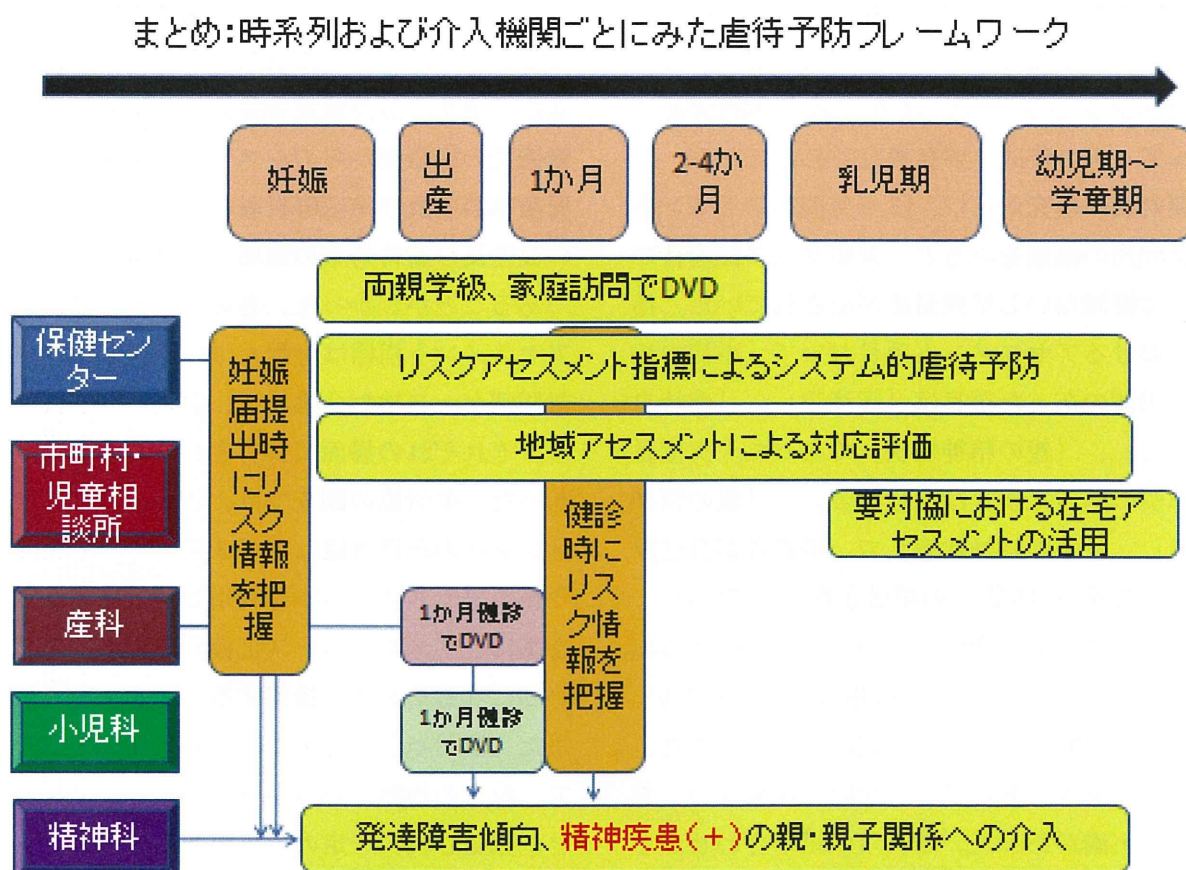 まとめ:時系列および介入機関ごとにみた虐待予防フレームワーク
妊娠
出
産
1か月
2-4か
月
乳児期
幼児期~
学童期
両親学級、家庭訪問でDVD
保健セン
ター
妊娠
届提
出時
にリ
スク
情報
を把
握
リスクアセスメント指標によるシステム的虐待予防
地域アセスメントによる対応評価
市町村・
児童相
談所
健診
時に
リス
ク情
報を
把握
要対協における在宅ア
セスメントの活用
産科
1か月健診
でDVD
小児科
1か月健診
でDVD
精神科
発達障害傾向、精神疾患(+)の親・親子関係への介入